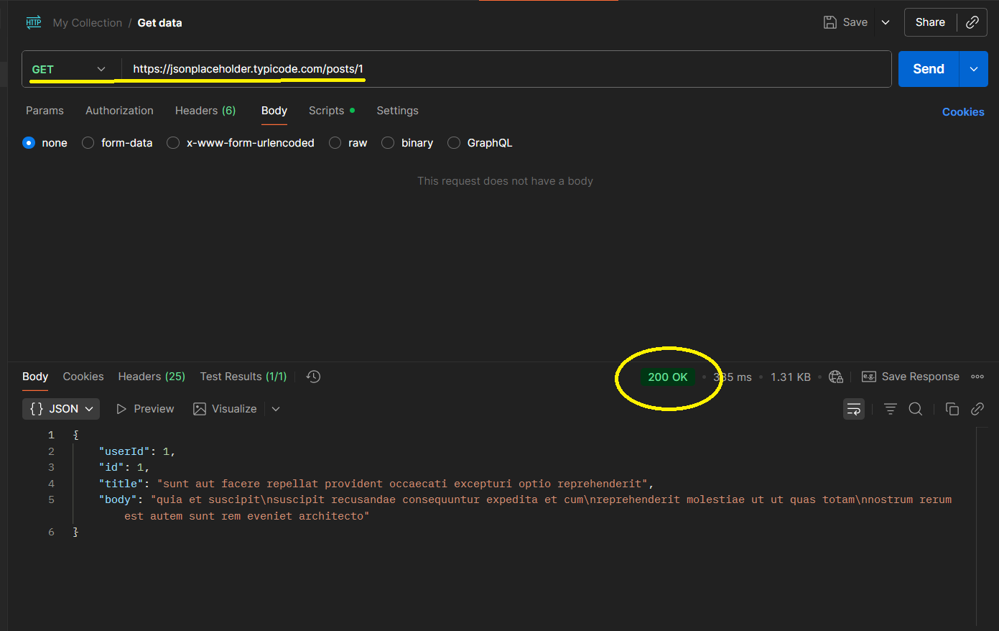 HTTP My Collection / Get data Save Share
GET https://jsonplaceholder.typicode.com/posts/1 Send
Params Authorization Headers (6) Body Scripts Settings Cookies
none form-data x-www-form-urlencoded raw binary GraphQL
This request does not have a body
Body Cookies Headers (25) Test Results (1/1) 200 OK ms 1.31 KB e.g. Save Response
{} JSON Preview Visualize
1 {
2 "userId": 1,
3 "id": 1,
4 "title": "sunt aut facere repellat provident occaecati excepturi optio reprehenderit",
5 "body": "quia et suscipit\nsuscipit recusandae consequuntur expedita et cum\nreprehenderit molestiae ut ut quas totam\nnostrum rerum
est autem sunt rem eveniet architecto"
6 }